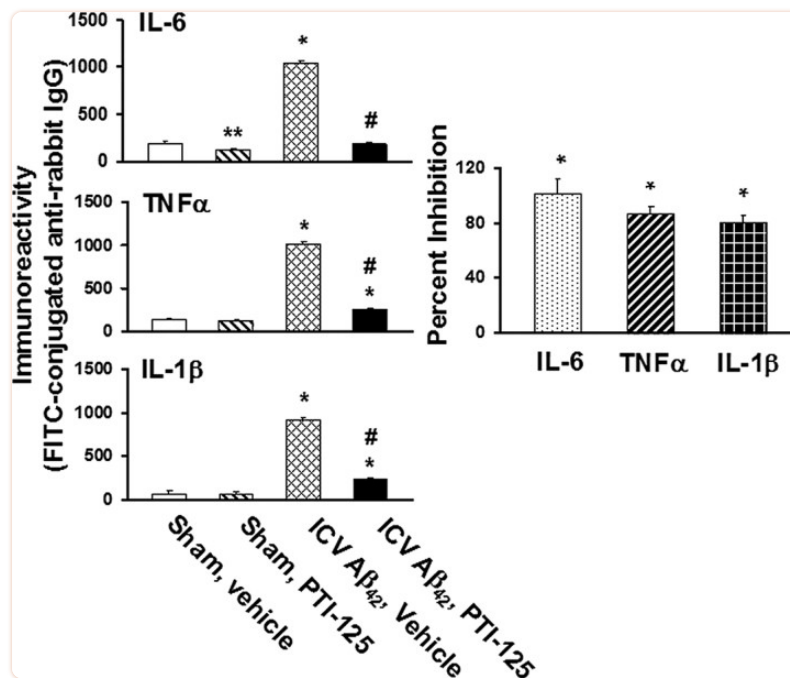 Immunoreactivity
(FITC-conjugated anti-rabbit IgG)
IL-6
1500
1000
500
0
**
*
#
TNFα
1500
1000
500
0
*
#
*
IL-1β
1500
1000
500
0
*
#
*
Sham, vehicle
Sham, PTI-125
ICV Aβ₄₂, Vehicle
ICV Aβ₄₂, PTI-125
Percent Inhibition
120
80
40
0
*
*
*
IL-6 TNFα IL-1β